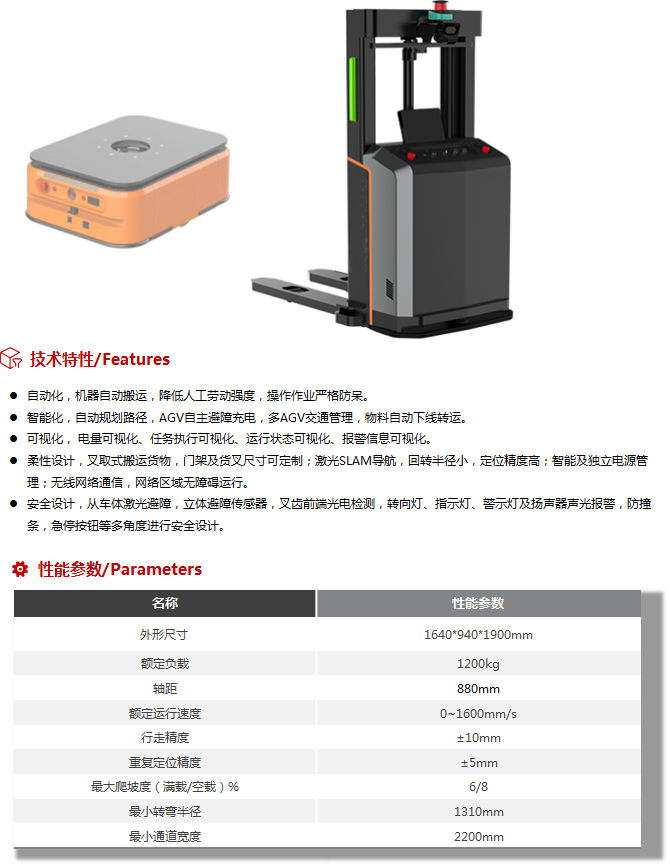 技术特性/Features
● 自动化，机器自动搬运，降低人工劳动强度，操作作业严格防呆。
● 智能化，自动规划路径，AGV自主避障充电，多AGV交通管理，物料自动下线转运。
● 可视化， 电量可视化、任务执行可视化、运行状态可视化、报警信息可视化。
● 柔性设计，叉取式搬运货物，门架及货叉尺寸可定制；激光SLAM导航，回转半径小，定位精度高；智能及独立电源管
理；无线网络通信，网络区域无障碍运行。
● 安全设计，从车体激光避障，立体避障传感器，叉齿前端光电检测，转向灯、指示灯、警示灯及扬声器声光报警，防撞
条，急停按钮等多角度进行安全设计。
性能参数/Parameters
名称 性能参数
外形尺寸 1640*940*1900mm
额定负载 1200kg
轴距 880mm
额定运行速度 0~1600mm/s
行走精度 ±10mm
重复定位精度 ±5mm
最大爬坡度（满载/空载）% 6/8
最小转弯半径 1310mm
最小通道宽度 2200mm